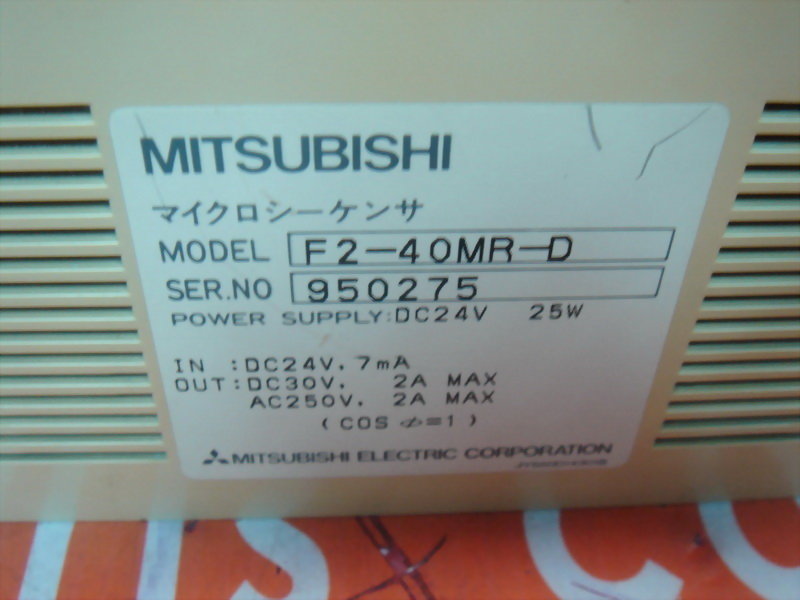 MITSUBISHI
マイクロシーケンサ
MODEL F2-40MR-D
SER.NO 950275
POWER SUPPLY:DC24V 25W
IN :DC24V. 7mA
OUT:DC30V. 2A MAX
AC250V. 2A MAX
(COS φ=1)
MITSUBISHI ELECTRIC CORPORATION